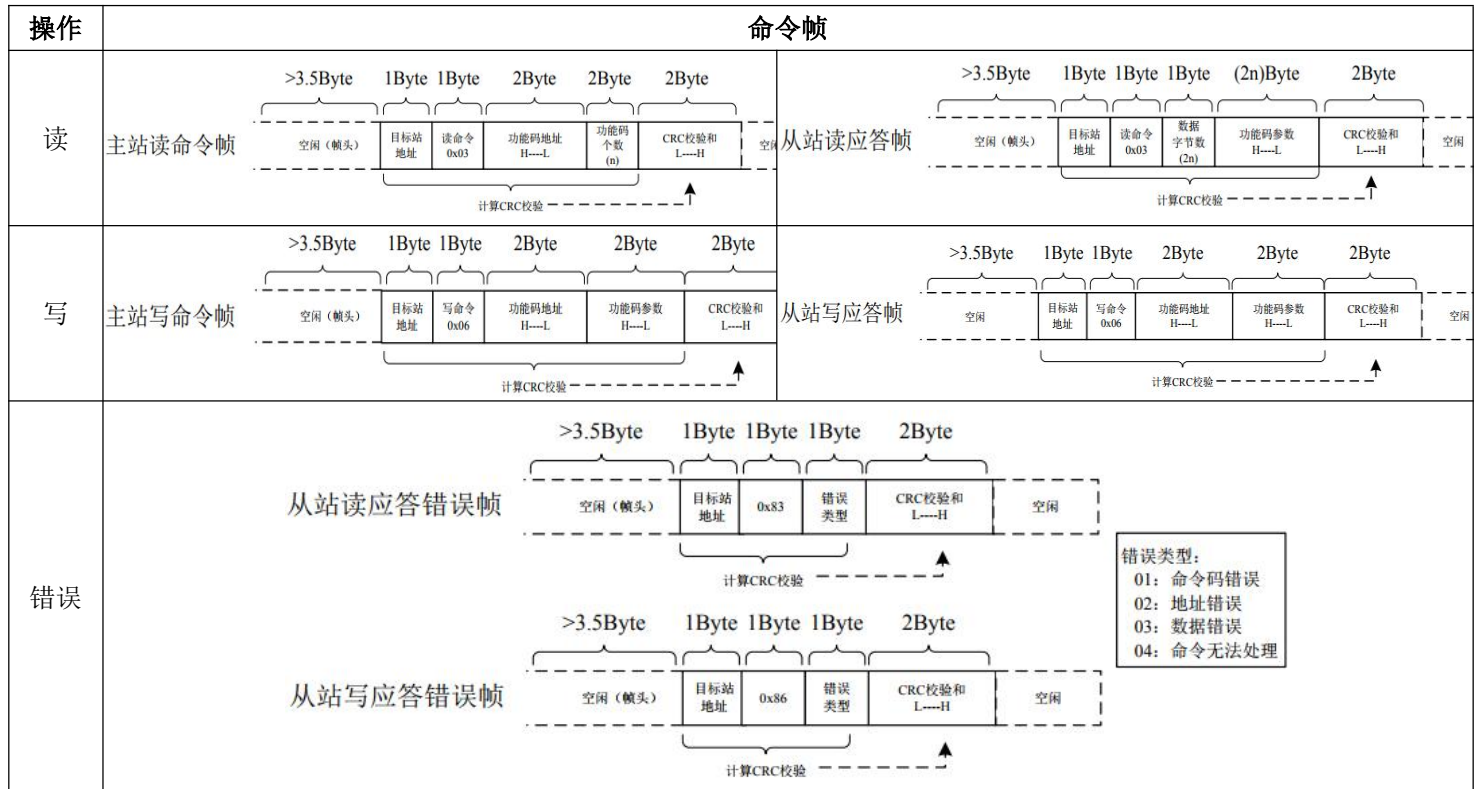 操作
命令帧
读
>3.5Byte 1Byte 1Byte 2Byte 2Byte 2Byte
主站读命令帧
空闲（帧头）
目标站
地址
读命令
0x03
功能码地址
H----L
功能码
个数
(n)
CRC校验和
L----H
计算CRC校验
>3.5Byte 1Byte 1Byte 1Byte (2n)Byte 2Byte
从站读应答帧
空闲（帧头）
目标站
地址
读命令
0x03
数据
字节数
(2n)
功能码参数
H----L
CRC校验和
L----H
空闲
计算CRC校验
写
>3.5Byte 1Byte 1Byte 2Byte 2Byte 2Byte
主站写命令帧
空闲（帧头）
目标站
地址
写命令
0x06
功能码地址
H----L
功能码参数
H----L
CRC校验和
L----H
计算CRC校验
>3.5Byte 1Byte 1Byte 2Byte 2Byte 2Byte
从站写应答帧
空闲
目标站
地址
写命令
0x06
功能码地址
H----L
功能码参数
H----L
CRC校验和
L----H
空闲
计算CRC校验
错误
>3.5Byte 1Byte 1Byte 1Byte 2Byte
从站读应答错误帧
空闲（帧头）
目标站
地址
0x83
错误
类型
CRC校验和
L----H
空闲
计算CRC校验
>3.5Byte 1Byte 1Byte 1Byte 2Byte
从站写应答错误帧
空闲（帧头）
目标站
地址
0x86
错误
类型
CRC校验和
L----H
空闲
计算CRC校验
错误类型：
01：命令码错误
02：地址错误
03：数据错误
04：命令无法处理